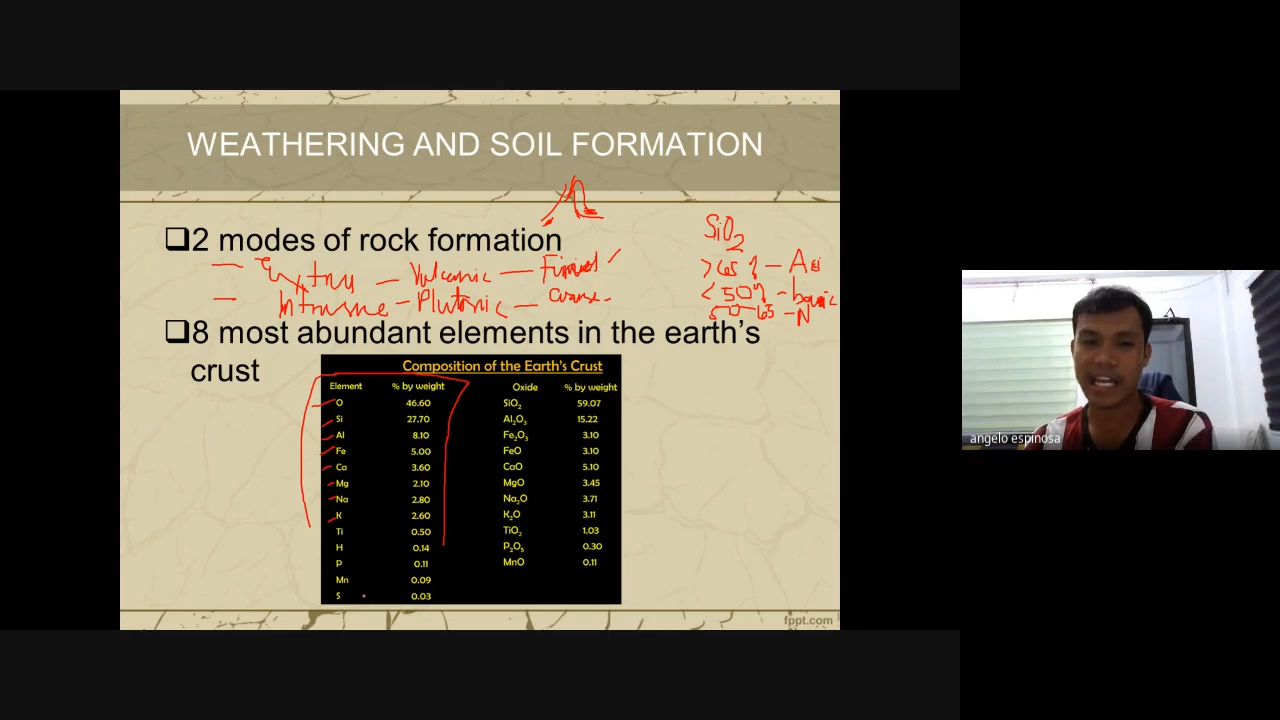 WEATHERING AND SOIL FORMATION
❑2 modes of rock formation
SiO2
— Vulcanic —
> 65 % —
— Intrusive — Plutonic — Coarse
< 50% -
50 65 - N
❑8 most abundant elements in the earth's
crust
Composition of the Earth's Crust
Element % by weight Oxide % by weight
O 46.60 SiO2 59.07
Si 27.70 Al2O3 15.22
Al 8.10 Fe2O3 3.10
Fe 5.00 FeO 3.10
Ca 3.60 CaO 5.10
Mg 2.10 MgO 3.45
Na 2.80 Na2O 3.71
K 2.60 K2O 3.11
Ti 0.50 TiO2 1.03
H 0.14 P2O5 0.30
P 0.11 MnO 0.11
Mn 0.09
S 0.03
fppt.com
angelo espinosa